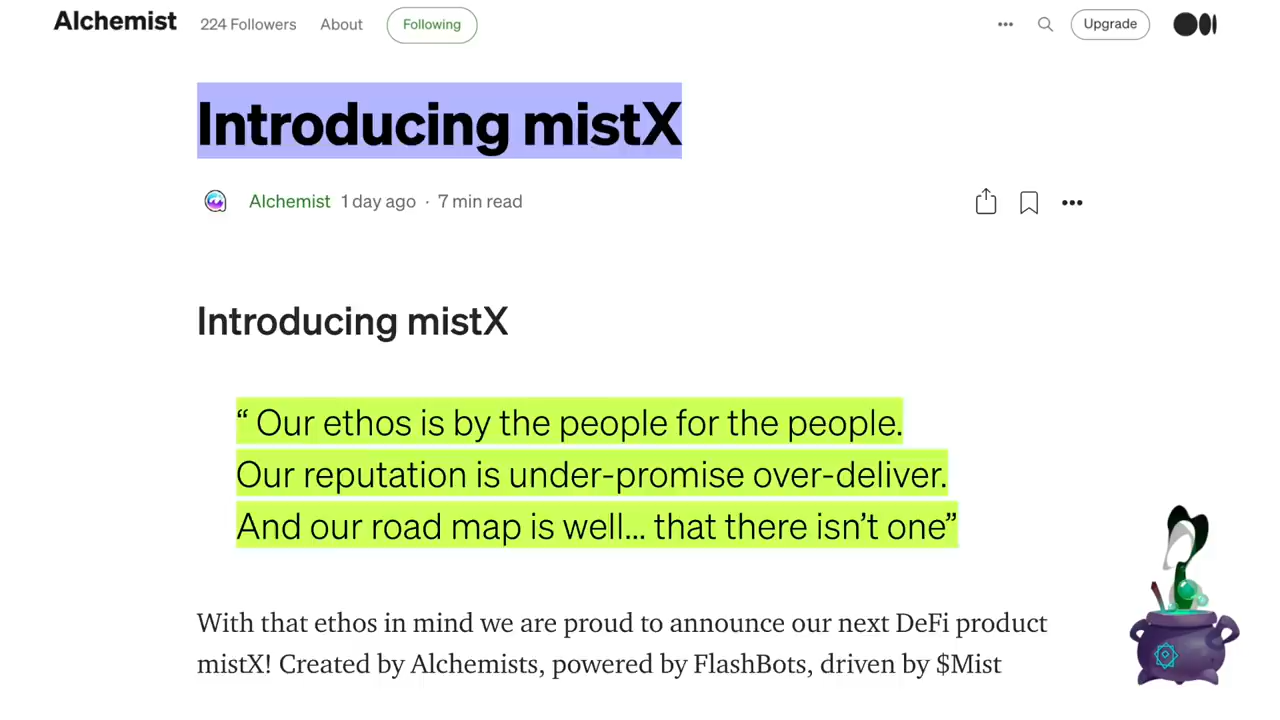 Alchemist 224 Followers About Following Upgrade
Introducing mistX
Alchemist 1 day ago · 7 min read
Introducing mistX
“ Our ethos is by the people for the people.
Our reputation is under-promise over-deliver.
And our road map is well... that there isn’t one”
With that ethos in mind we are proud to announce our next DeFi product
mistX! Created by Alchemists, powered by FlashBots, driven by $Mist